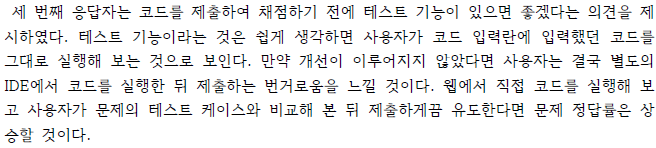 세 번째 응답자는 코드를 제출하여 채점하기 전에 테스트 기능이 있으면 좋겠다는 의견을 제
시하였다. 테스트 기능이라는 것은 쉽게 생각하면 사용자가 코드 입력란에 입력했던 코드를
그대로 실행해 보는 것으로 보인다. 만약 개선이 이루어지지 않았다면 사용자는 결국 별도의
IDE에서 코드를 실행한 뒤 제출하는 번거로움을 느낄 것이다. 웹에서 직접 코드를 실행해 보
고 사용자가 문제의 테스트 케이스와 비교해 본 뒤 제출하게끔 유도한다면 문제 정답률은 상
승할 것이다.